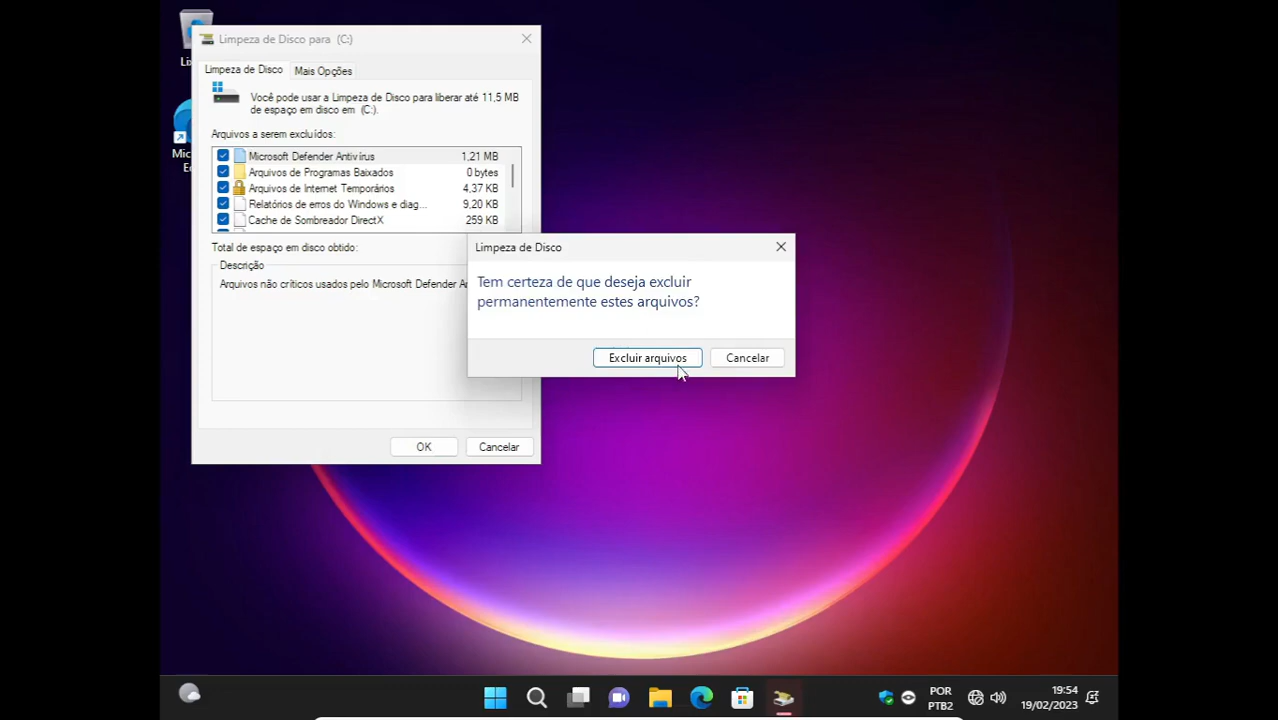 Limpeza de Disco para (C:)
Limpeza de Disco
Mais Opções
Você pode usar a Limpeza de Disco para liberar até 11,5 MB
de espaço em disco em (C:).
Arquivos a serem excluídos:
Microsoft Defender Antivírus 1,21 MB
Arquivos de Programas Baixados 0 bytes
Arquivos de Internet Temporários 4,37 KB
Relatórios de erros do Windows e diag... 9,20 KB
Cache de Sombreador DirectX 259 KB
Total de espaço em disco obtido:
Descrição
Arquivos não críticos usados pelo Microsoft Defender
OK
Cancelar
Limpeza de Disco
Tem certeza de que deseja excluir
permanentemente estes arquivos?
Excluir arquivos
Cancelar
POR
PTB2
19:54
19/02/2023